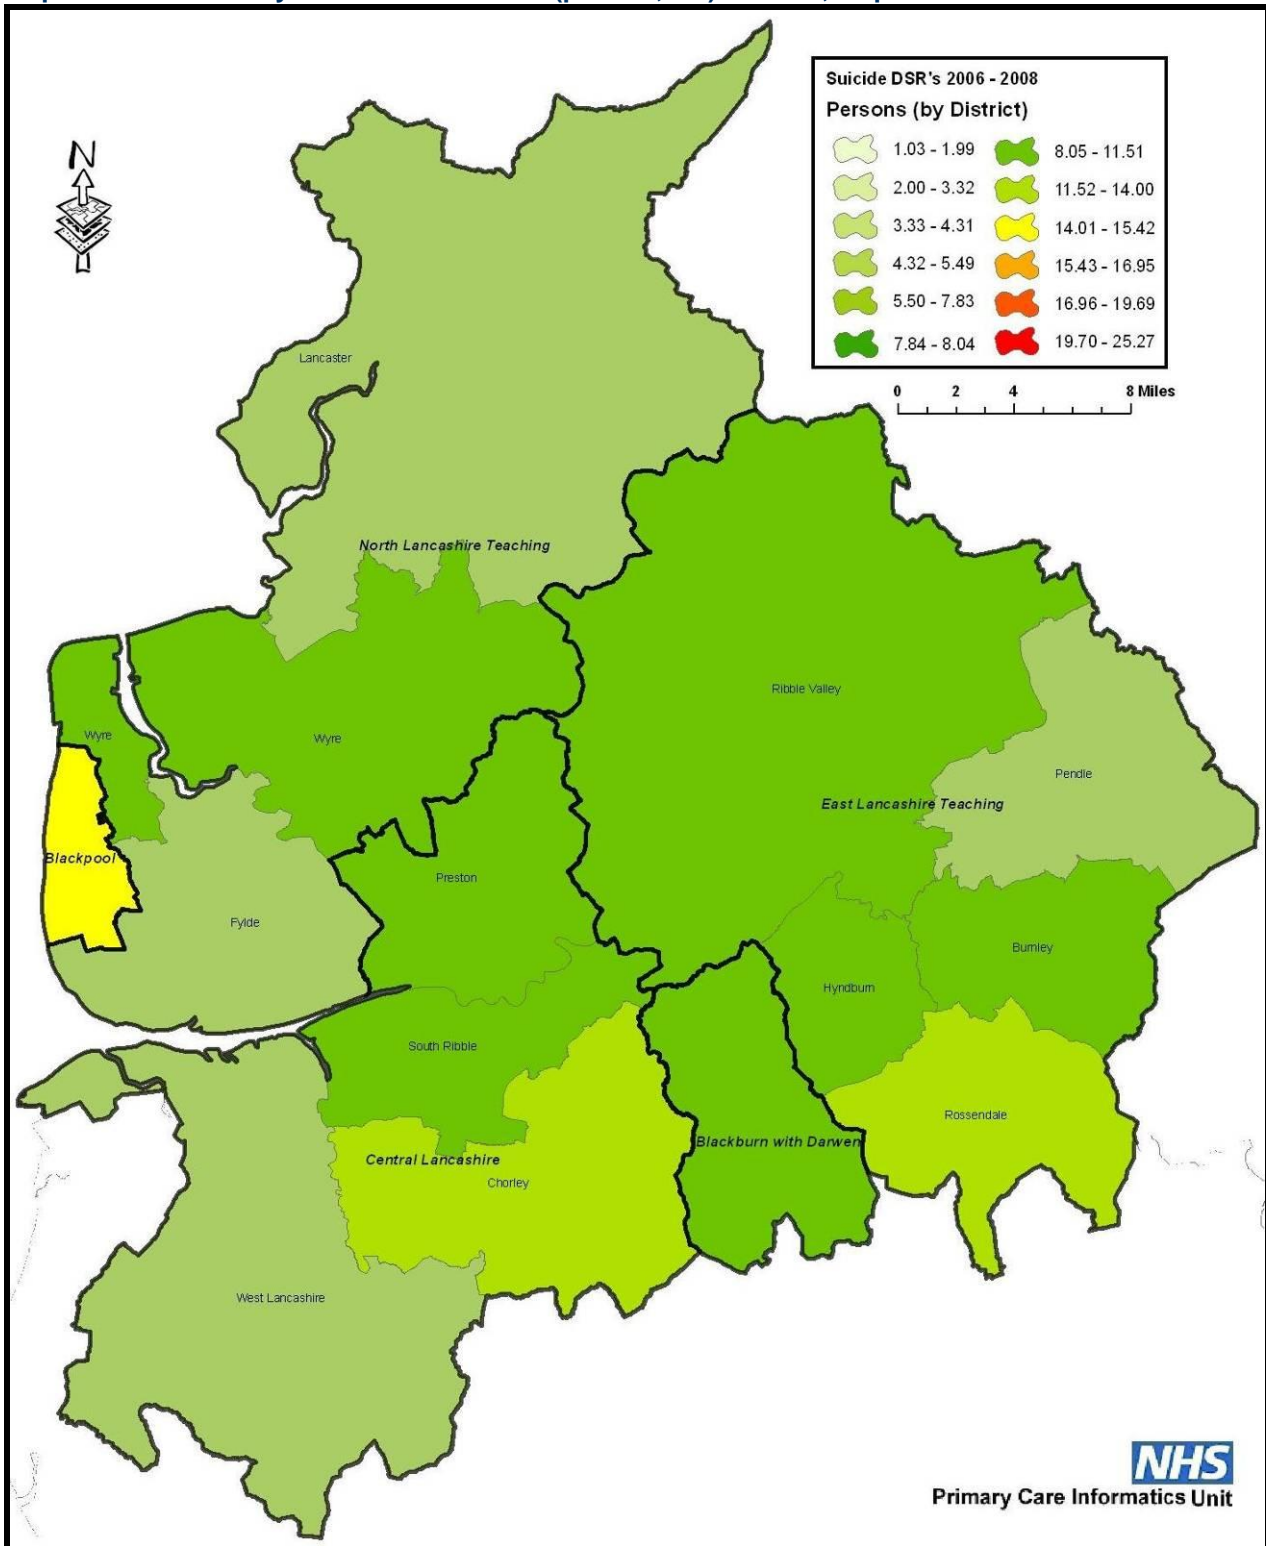 N
Suicide DSR's 2006 - 2008
Persons (by District)
1.03 - 1.99
2.00 - 3.32
3.33 - 4.31
4.32 - 5.49
5.50 - 7.83
7.84 - 8.04
8.05 - 11.51
11.52 - 14.00
14.01 - 15.42
15.43 - 16.95
16.96 - 19.69
19.70 - 25.27
0 2 4 8 Miles
Lancaster
North Lancashire Teaching
Ribble Valley
Wyre
Wyre
Pendle
East Lancashire Teaching
Blackpool
Preston
Fylde
Burnley
Hyndburn
South Ribble
Rossendale
Blackburn with Darwen
Central Lancashire
Chorley
West Lancashire
NHS
Primary Care Informatics Unit